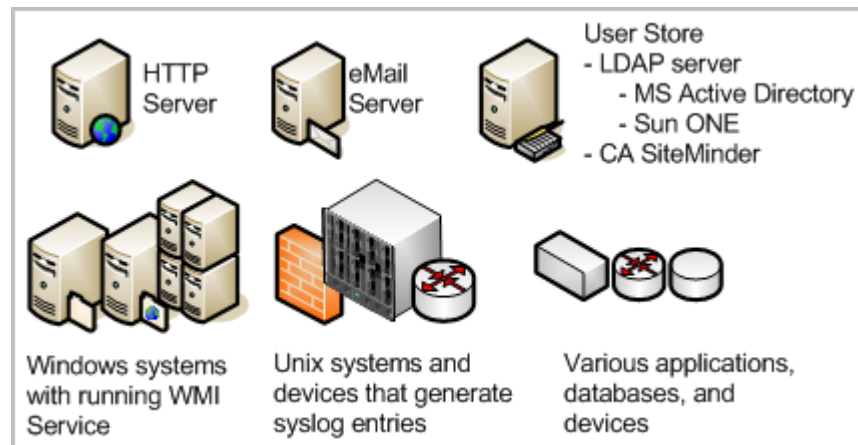 HTTP
Server
eMail
Server
User Store
- LDAP server
- MS Active Directory
- Sun ONE
- CA SiteMinder
Windows systems
with running WMI
Service
Unix systems and
devices that generate
syslog entries
Various applications,
databases, and
devices